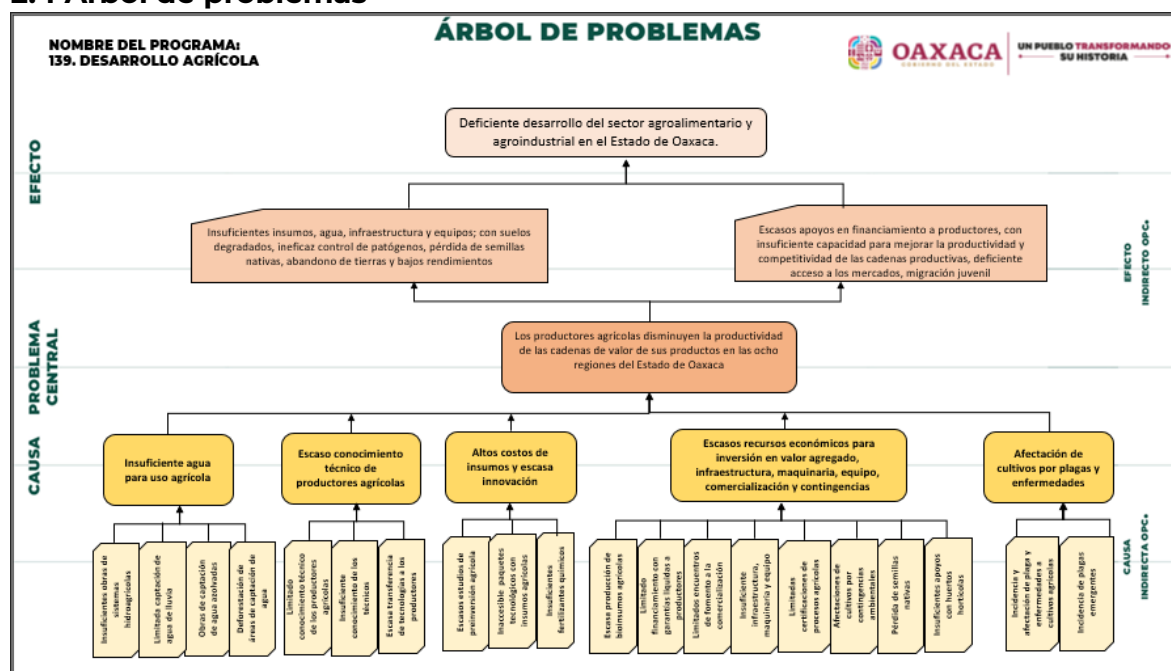 2.4 Árbol de problemas
NOMBRE DEL PROGRAMA:
139. DESARROLLO AGRÍCOLA
ÁRBOL DE PROBLEMAS
OAXACA
GOBIERNO DEL ESTADO
UN PUEBLO TRANSFORMANDO
SU HISTORIA
EFECTO
Deficiente desarrollo del sector agroalimentario y
agroindustrial en el Estado de Oaxaca.
Insuficientes insumos, agua, infraestructura y equipos; con suelos
degradados, ineficaz control de patógenos, pérdida de semillas
nativas, abandono de tierras y bajos rendimientos
Escasos apoyos en financiamiento a productores, con
insuficiente capacidad para mejorar la productividad y
competitividad de las cadenas productivas, deficiente
acceso a los mercados, migración juvenil
EFECTO
INDIRECTO OPC.
PROBLEMA
CENTRAL
Los productores agrícolas disminuyen la productividad
de las cadenas de valor de sus productos en las ocho
regiones del Estado de Oaxaca
CAUSA
Insuficiente agua
para uso agrícola
Escaso conocimiento
técnico de
productores agrícolas
Altos costos de
insumos y escasa
innovación
Escasos recursos económicos para
inversión en valor agregado,
infraestructura, maquinaria, equipo,
comercialización y contingencias
Afectación de
cultivos por plagas y
enfermedades
CAUSA
INDIRECTA OPC.
Insuficientes obras de
sistemas
hidroagrícolas
Limitada captación de
agua de lluvia
Obras de captación
de agua azolvadas
Deforestación de
áreas de captación de
agua
Limitado
conocimiento técnico
de los productores
agrícolas
Insuficiente
conocimiento de los
técnicos
Escasa transferencia
de tecnologías a los
productores
Escasos estudios de
preinversión agrícola
Inaccesible paquetes
tecnológicos con
insumos agrícolas
Insuficientes
fertilizantes químicos
Escasa producción de
bioinsumos agrícolas
Limitado
financiamiento con
garantías líquidas a
productores
Limitados encuentros
de fomento a la
comercialización
Insuficiente
infraestructura,
maquinaria y equipo
Limitadas
certificaciones de
procesos agrícolas
Afectaciones de
cultivos por
contingencias
ambientales
Pérdida de semillas
nativas
Insuficientes apoyos
con huertos
hortícolas
Incidencia y
afectación de plaga y
enfermedades a
cultivos agrícolas
Incidencia de plagas
emergentes